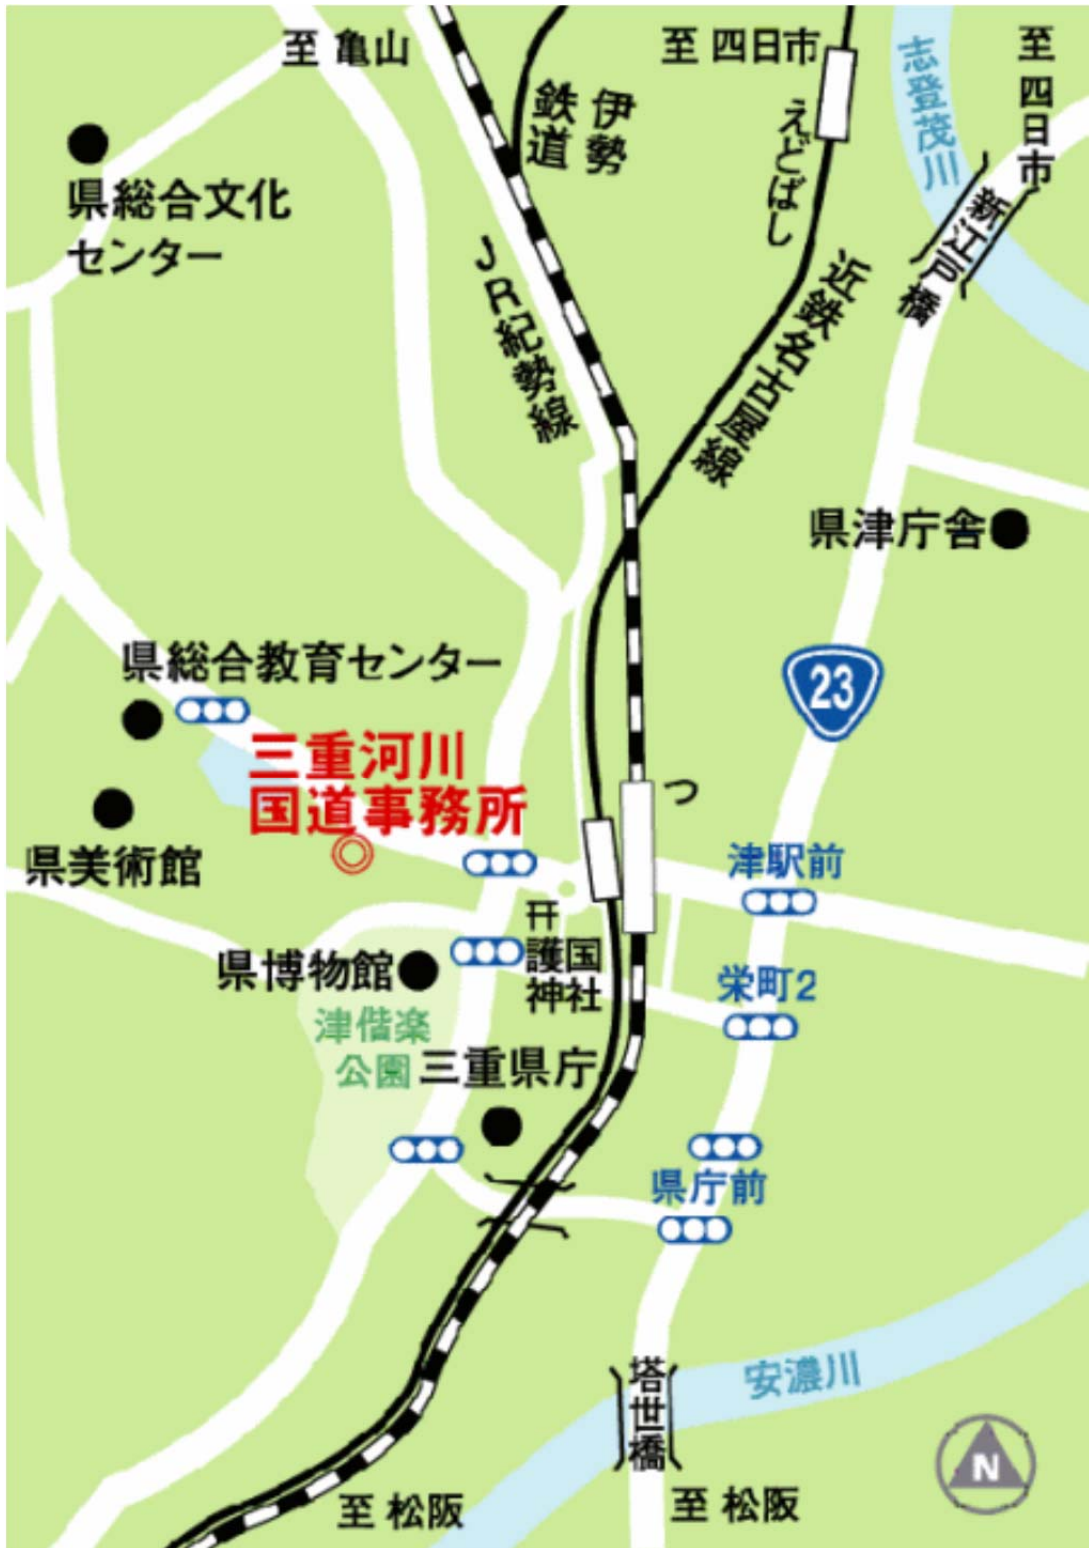 至 亀山
至 四日市
至四日市
伊勢
鉄道
えどばし
志登茂川
新江戸橋
県総合文化
センター
JR紀勢線
近鉄名古屋線
県津庁舎
県総合教育センター
23
三重河川
国道事務所
つ
県美術館
津駅前
護国
神社
県博物館
栄町2
津偕楽
公園
三重県庁
県庁前
安濃川
塔世橋
至 松阪
至 松阪
N